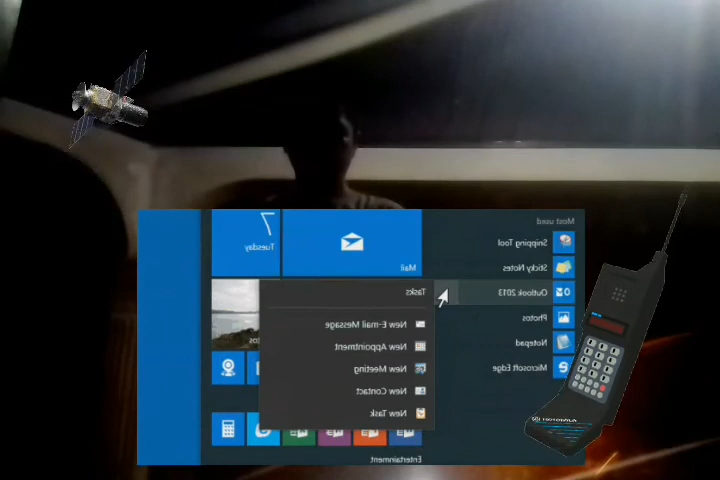 Most used
Snipping Tool
Sticky Notes
Outlook 2013
Photos
Notepad
Microsoft Edge
7
Tuesday
Mail
Tasks
New E-mail Message
New Appointment
New Meeting
New Contact
New Task
Entertainment